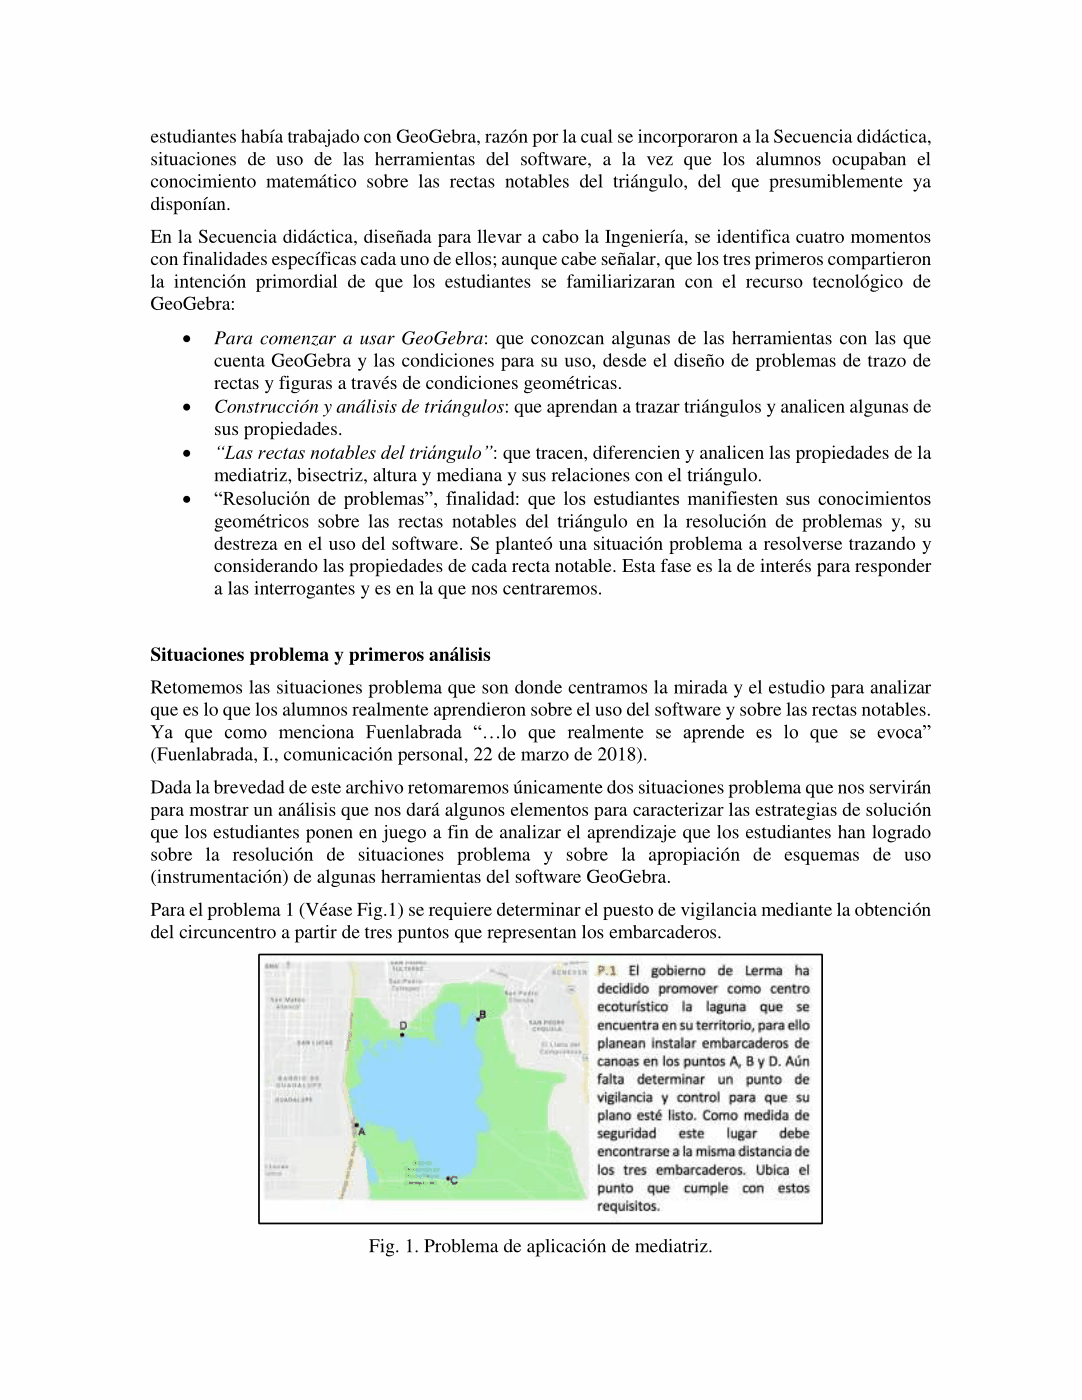 estudiantes había trabajado con GeoGebra, razón por la cual se incorporaron a la Secuencia didáctica,
situaciones de uso de las herramientas del software, a la vez que los alumnos ocupaban el
conocimiento matemático sobre las rectas notables del triángulo, del que presumiblemente ya
disponían.
En la Secuencia didáctica, diseñada para llevar a cabo la Ingeniería, se identifica cuatro momentos
con finalidades específicas cada uno de ellos; aunque cabe señalar, que los tres primeros compartieron
la intención primordial de que los estudiantes se familiarizaran con el recurso tecnológico de
GeoGebra:
• Para comenzar a usar GeoGebra: que conozcan algunas de las herramientas con las que
cuenta GeoGebra y las condiciones para su uso, desde el diseño de problemas de trazo de
rectas y figuras a través de condiciones geométricas.
• Construcción y análisis de triángulos: que aprendan a trazar triángulos y analicen algunas de
sus propiedades.
• “Las rectas notables del triángulo”: que tracen, diferencien y analicen las propiedades de la
mediatriz, bisectriz, altura y mediana y sus relaciones con el triángulo.
• “Resolución de problemas”, finalidad: que los estudiantes manifiesten sus conocimientos
geométricos sobre las rectas notables del triángulo en la resolución de problemas y, su
destreza en el uso del software. Se planteó una situación problema a resolverse trazando y
considerando las propiedades de cada recta notable. Esta fase es la de interés para responder
a las interrogantes y es en la que nos centraremos.
Situaciones problema y primeros análisis
Retomemos las situaciones problema que son donde centramos la mirada y el estudio para analizar
que es lo que los alumnos realmente aprendieron sobre el uso del software y sobre las rectas notables.
Ya que como menciona Fuenlabrada “…lo que realmente se aprende es lo que se evoca”
(Fuenlabrada, I., comunicación personal, 22 de marzo de 2018).
Dada la brevedad de este archivo retomaremos únicamente dos situaciones problema que nos servirán
para mostrar un análisis que nos dará algunos elementos para caracterizar las estrategias de solución
que los estudiantes ponen en juego a fin de analizar el aprendizaje que los estudiantes han logrado
sobre la resolución de situaciones problema y sobre la apropiación de esquemas de uso
(instrumentación) de algunas herramientas del software GeoGebra.
Para el problema 1 (Véase Fig.1) se requiere determinar el puesto de vigilancia mediante la obtención
del circuncentro a partir de tres puntos que representan los embarcaderos.
San Pedro
San Mateo
SAN LUCAS
BARRIO DE
GUADALUPE
GUADALUPE
San Pedro
SAN PEDRO
CHOLULA
D
B
A
C
P.1 El gobierno de Lerma ha
decidido promover como centro
ecoturístico la laguna que se
encuentra en su territorio, para ello
planean instalar embarcaderos de
canoas en los puntos A, B y D. Aún
falta determinar un punto de
vigilancia y control para que su
plano esté listo. Como medida de
seguridad este lugar debe
encontrarse a la misma distancia de
los tres embarcaderos. Ubica el
punto que cumple con estos
requisitos.
Fig. 1. Problema de aplicación de mediatriz.